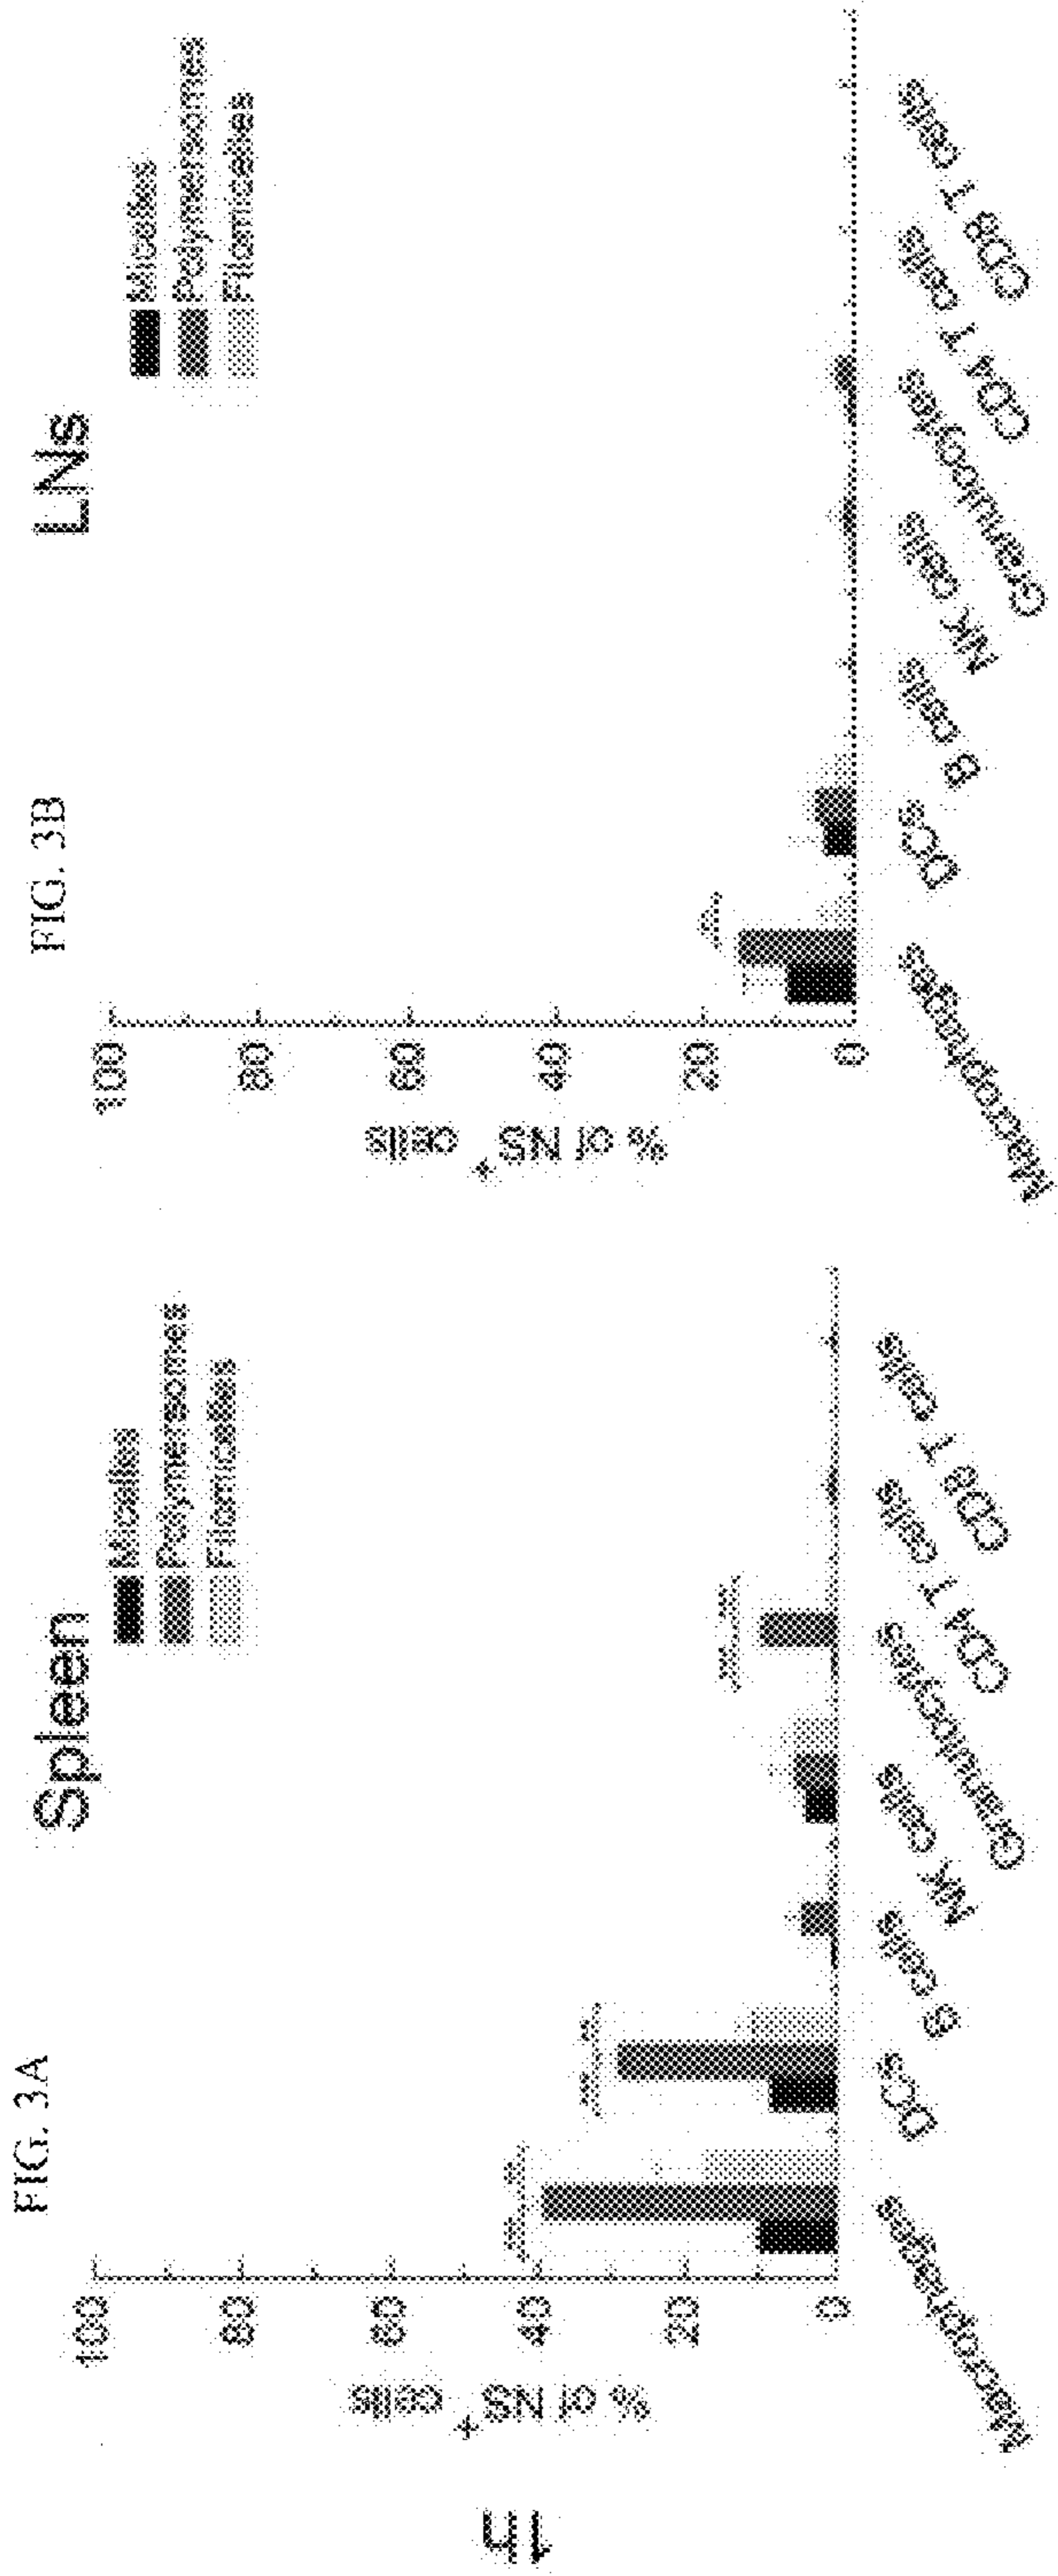 1h
FIG. 3A
Spleen
Micelles
Polymersomes
Filomicelles
% of NS+ cells
100
80
60
40
20
0
Macrophages
DCs
B cells
NK cells
Granulocytes
CD4 T cells
CD8 T cells
FIG. 3B
LNs
Micelles
Polymersomes
Filomicelles
% of NS+ cells
100
80
60
40
20
0
Macrophages
DCs
B cells
NK cells
Granulocytes
CD4 T cells
CD8 T cells